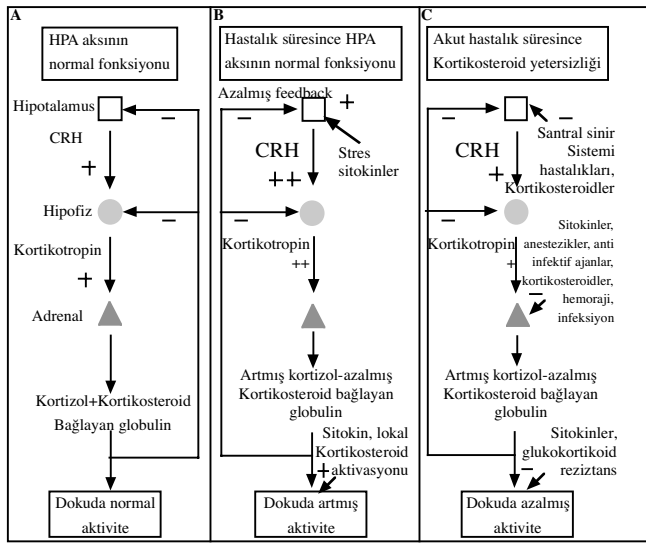 A
HPA aksının
normal fonksiyonu
Hipotalamus
−
CRH
+
Hipofiz
−
Kortikotropin
+
Adrenal
Kortizol+Kortikosteroid
Bağlayan globulin
Dokuda normal
aktivite
B
Hastalık süresince HPA
aksının normal fonksiyonu
Azalmış feedback
+
−
Stres
sitokinler
CRH
++
−
Kortikotropin
++
Artmış kortizol-azalmış
Kortikosteroid bağlayan
globulin
Sitokin, lokal
Kortikosteroid
+ aktivasyonu
Dokuda artmış
aktivite
C
Akut hastalık süresince
Kortikosteroid yetersizliği
−
−
Santral sinir
Sistemi
hastalıkları,
Kortikosteroidler
CRH
+
−
Kortikotropin
+
Sitokinler,
anestezikler, anti
infektif ajanlar,
kortikosteroidler,
hemoraji,
infeksiyon
−
Artmış kortizol-azalmış
Kortikosteroid bağlayan
globulin
Sitokinler,
glukokortikoid
reziztans
−
Dokuda azalmış
aktivite